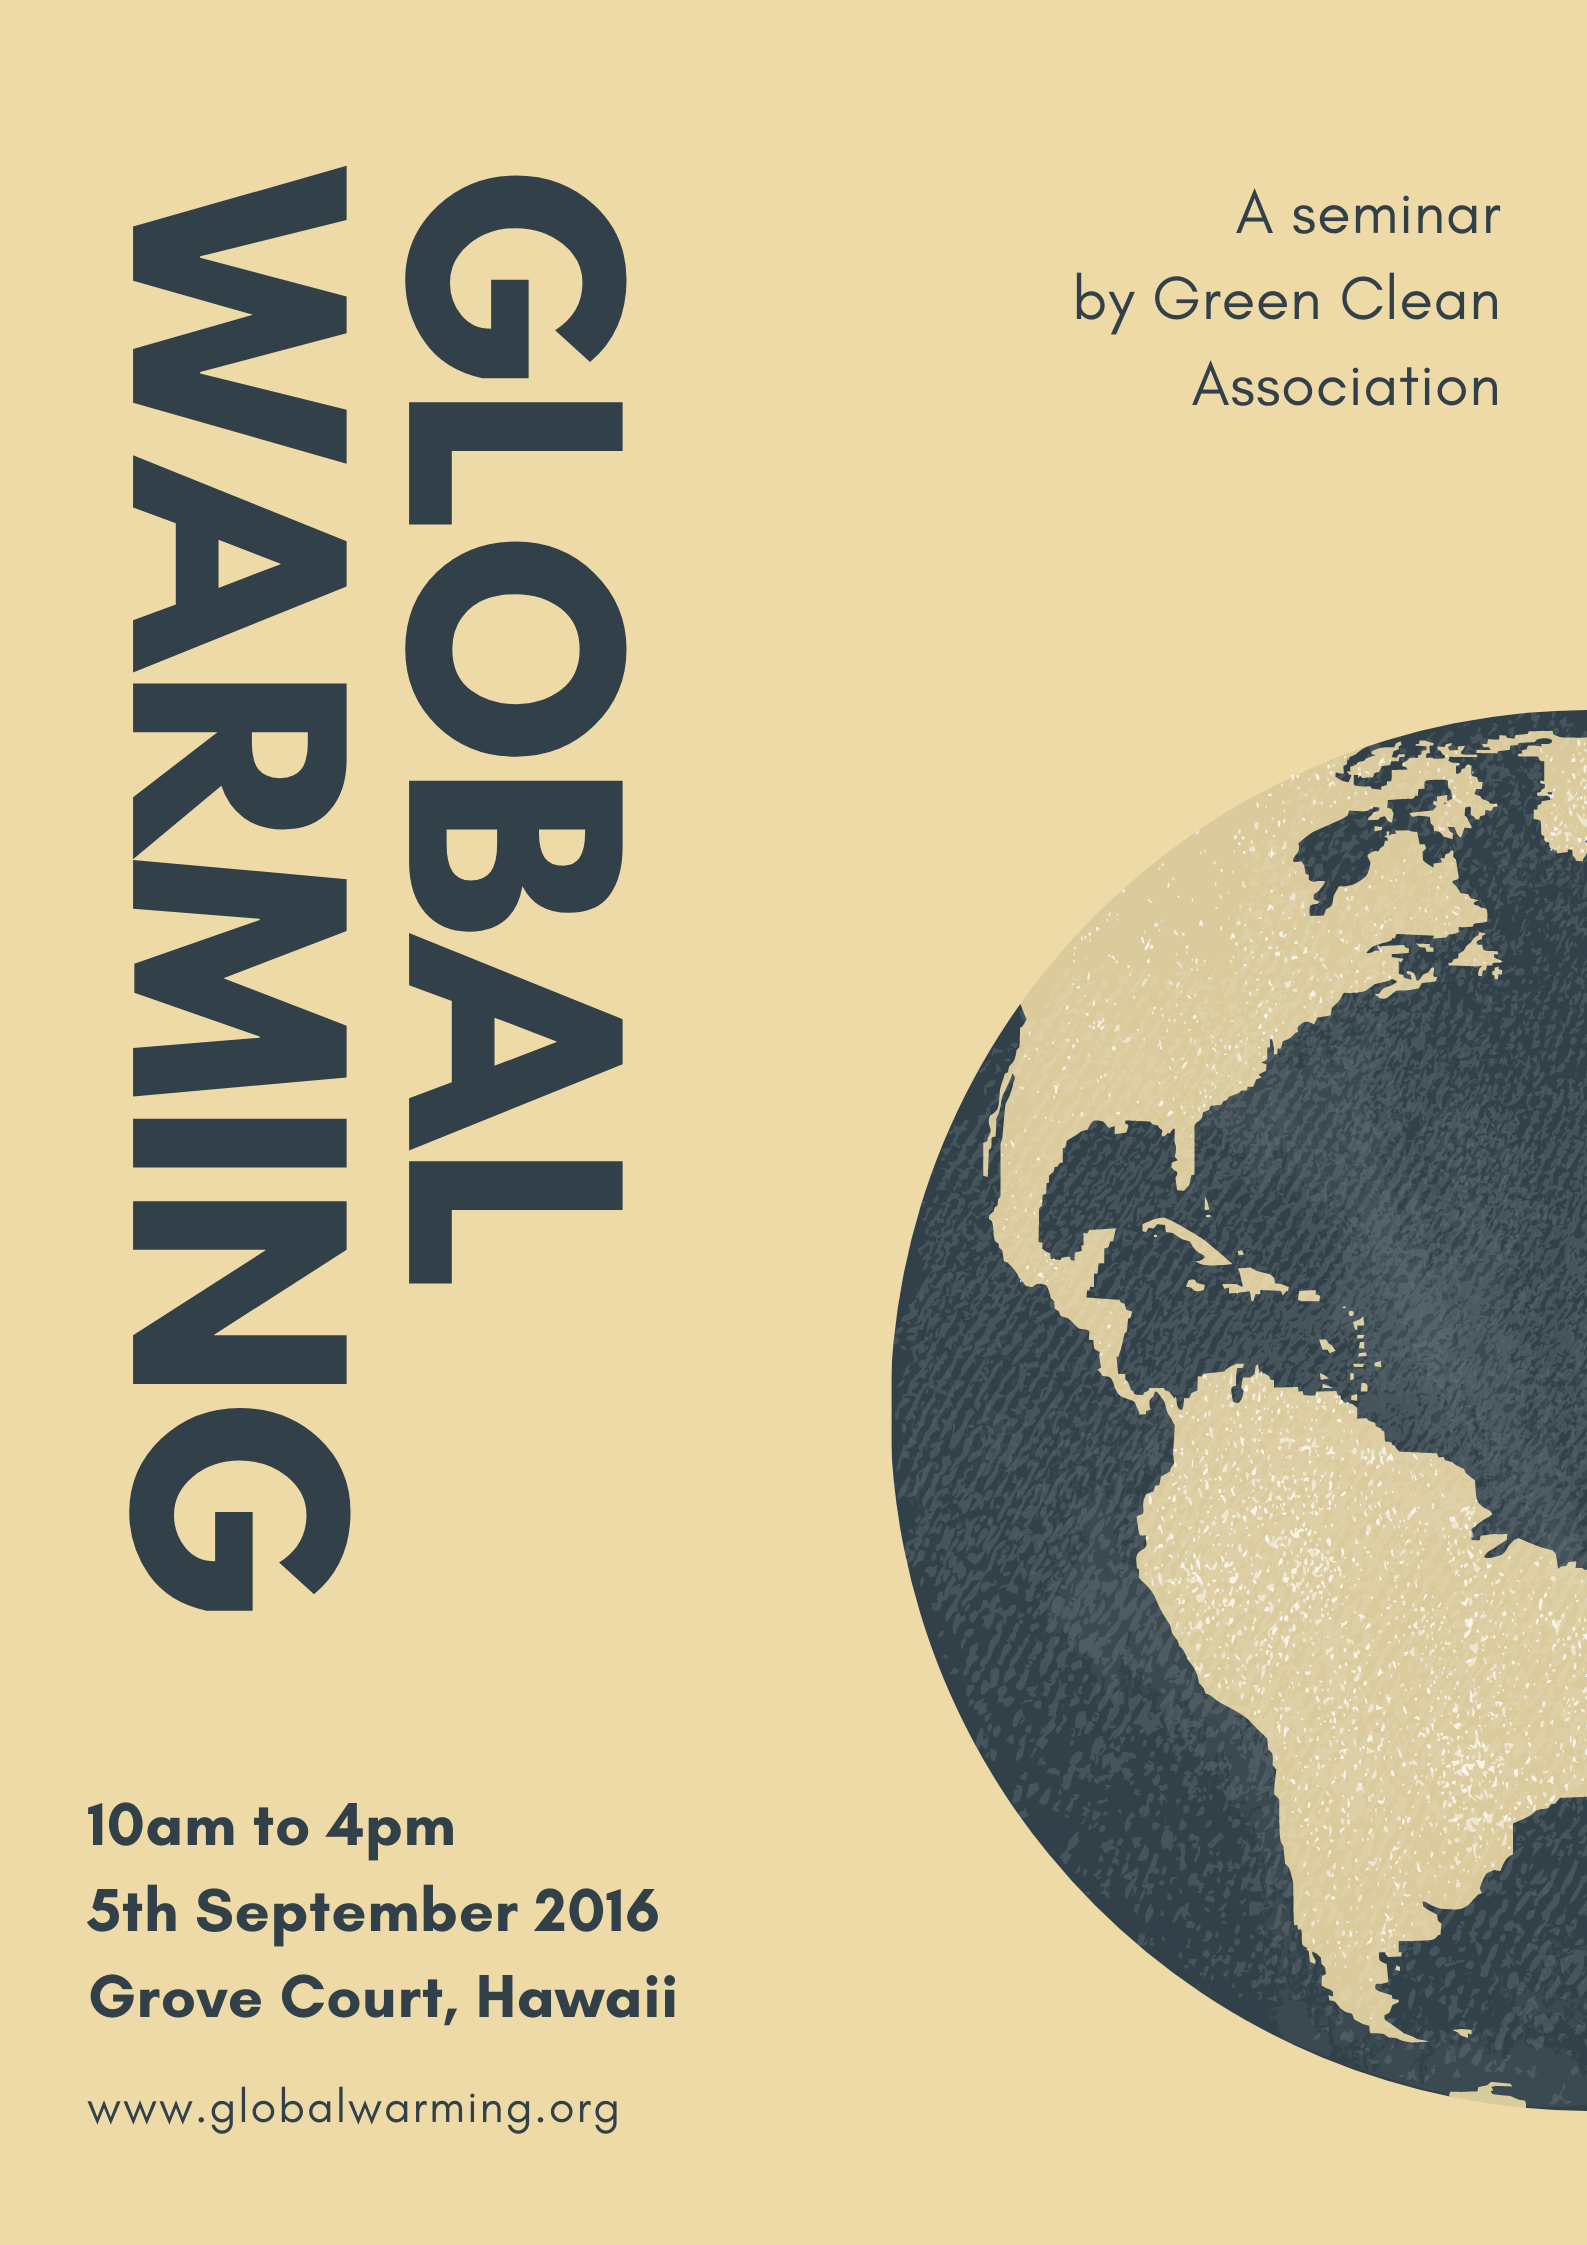 GLOBAL
WARMING
A seminar
by Green Clean
Association
10am to 4pm
5th September 2016
Grove Court, Hawaii
www.globalwarming.org